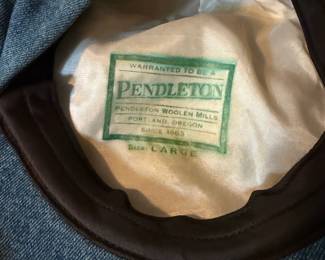 WARRANTED TO BE A
PENDLETON
PENDLETON WOOLEN MILLS
PORTLAND, OREGON
SINCE 1863
SIZE: LARGE